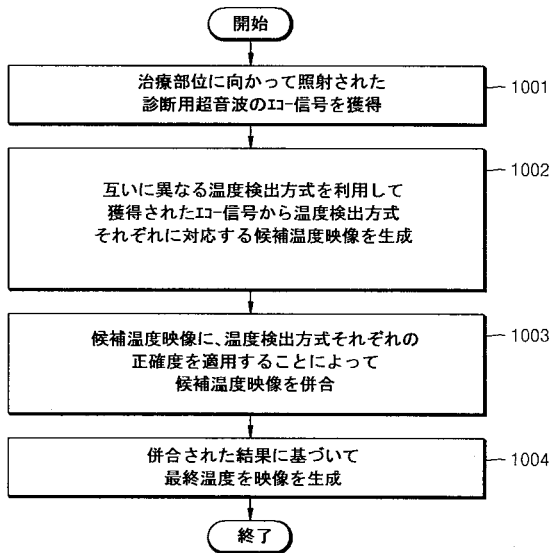 開始
治療部位に向かって照射された
診断用超音波のエコー信号を獲得
1001
互いに異なる温度検出方式を利用して
獲得されたエコー信号から温度検出方式
それぞれに対応する候補温度映像を生成
1002
候補温度映像に、温度検出方式それぞれの
正確度を適用することによって
候補温度映像を併合
1003
併合された結果に基づいて
最終温度を映像を生成
1004
終了